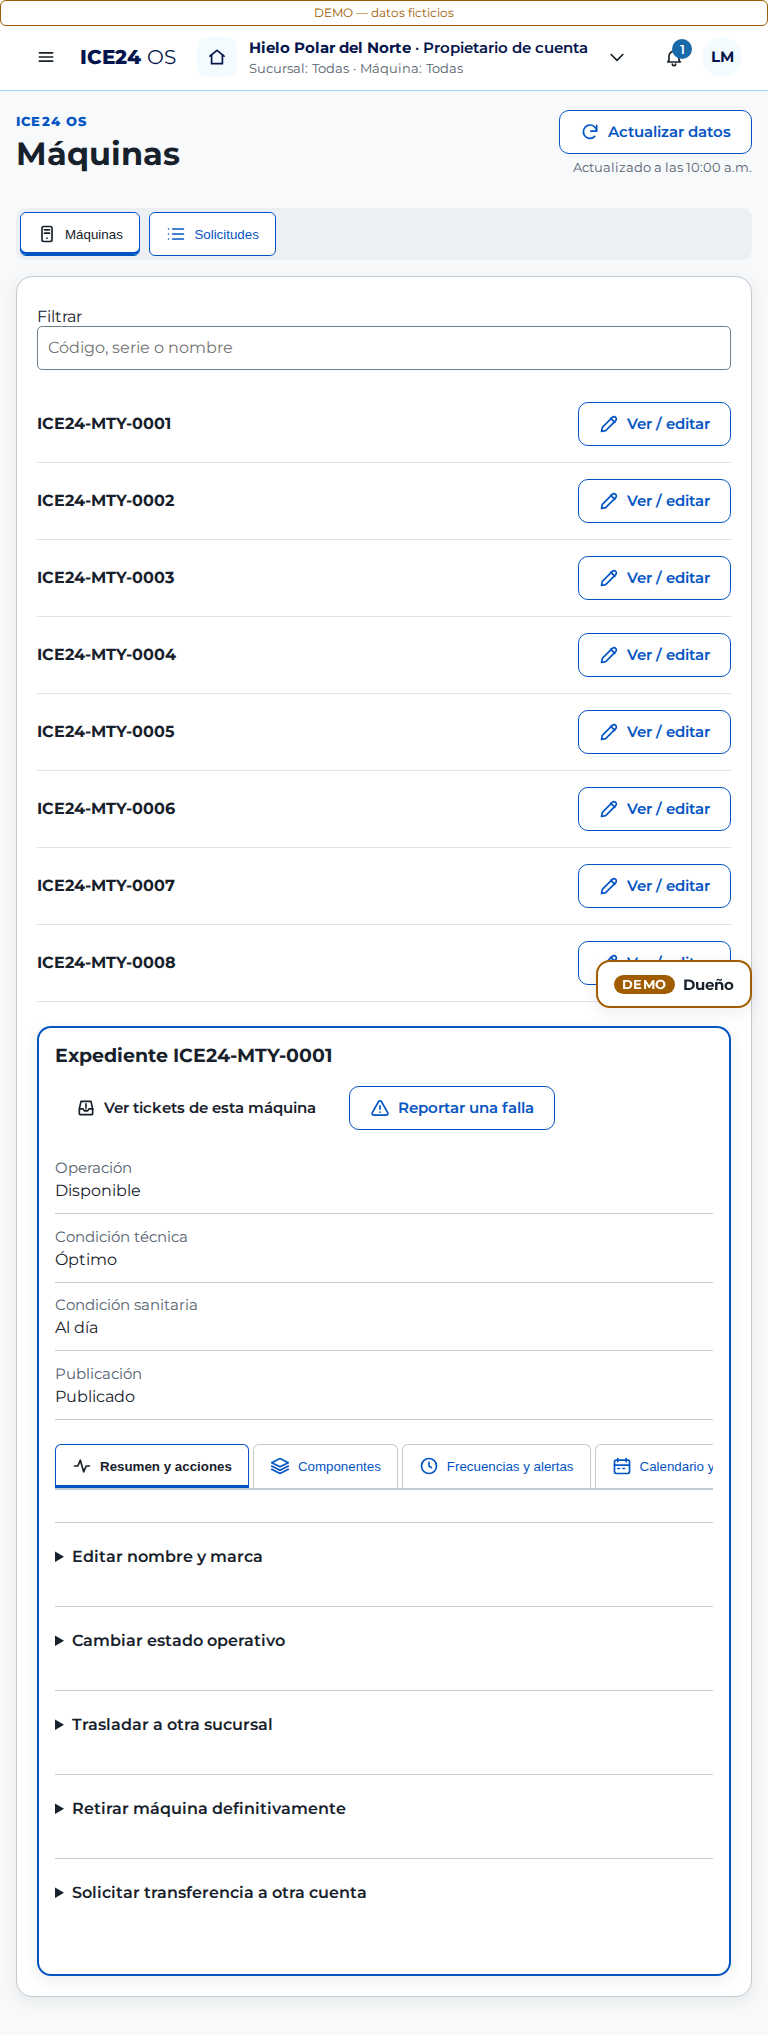 DEMO — datos ficticios
ICE24 OS
Hielo Polar del Norte · Propietario de cuenta
Sucursal: Todas · Máquina: Todas
1
LM
ICE24 OS
Máquinas
Actualizar datos
Actualizado a las 10:00 a.m.
Máquinas
Solicitudes
Filtrar
Código, serie o nombre
ICE24-MTY-0001
Ver / editar
ICE24-MTY-0002
Ver / editar
ICE24-MTY-0003
Ver / editar
ICE24-MTY-0004
Ver / editar
ICE24-MTY-0005
Ver / editar
ICE24-MTY-0006
Ver / editar
ICE24-MTY-0007
Ver / editar
ICE24-MTY-0008
DEMO Dueño
Expediente ICE24-MTY-0001
Ver tickets de esta máquina
Reportar una falla
Operación
Disponible
Condición técnica
Óptimo
Condición sanitaria
Al día
Publicación
Publicado
Resumen y acciones
Componentes
Frecuencias y alertas
Calendario y
Editar nombre y marca
Cambiar estado operativo
Trasladar a otra sucursal
Retirar máquina definitivamente
Solicitar transferencia a otra cuenta